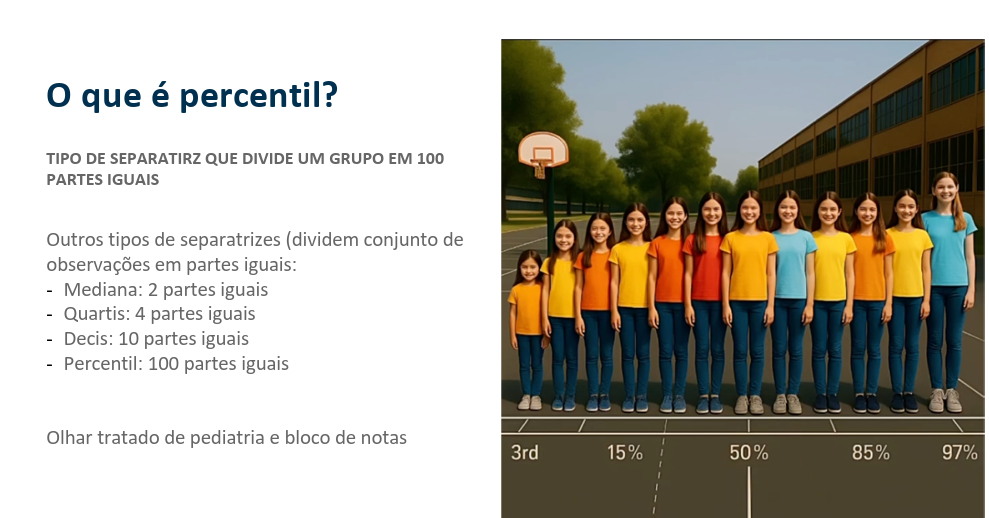 O que é percentil?
TIPO DE SEPARATIRZ QUE DIVIDE UM GRUPO EM 100
PARTES IGUAIS
Outros tipos de separatrizes (dividem conjunto de
observações em partes iguais:
- Mediana: 2 partes iguais
- Quartis: 4 partes iguais
- Decis: 10 partes iguais
- Percentil: 100 partes iguais
Olhar tratado de pediatria e bloco de notas
3rd 15% 50% 85% 97%